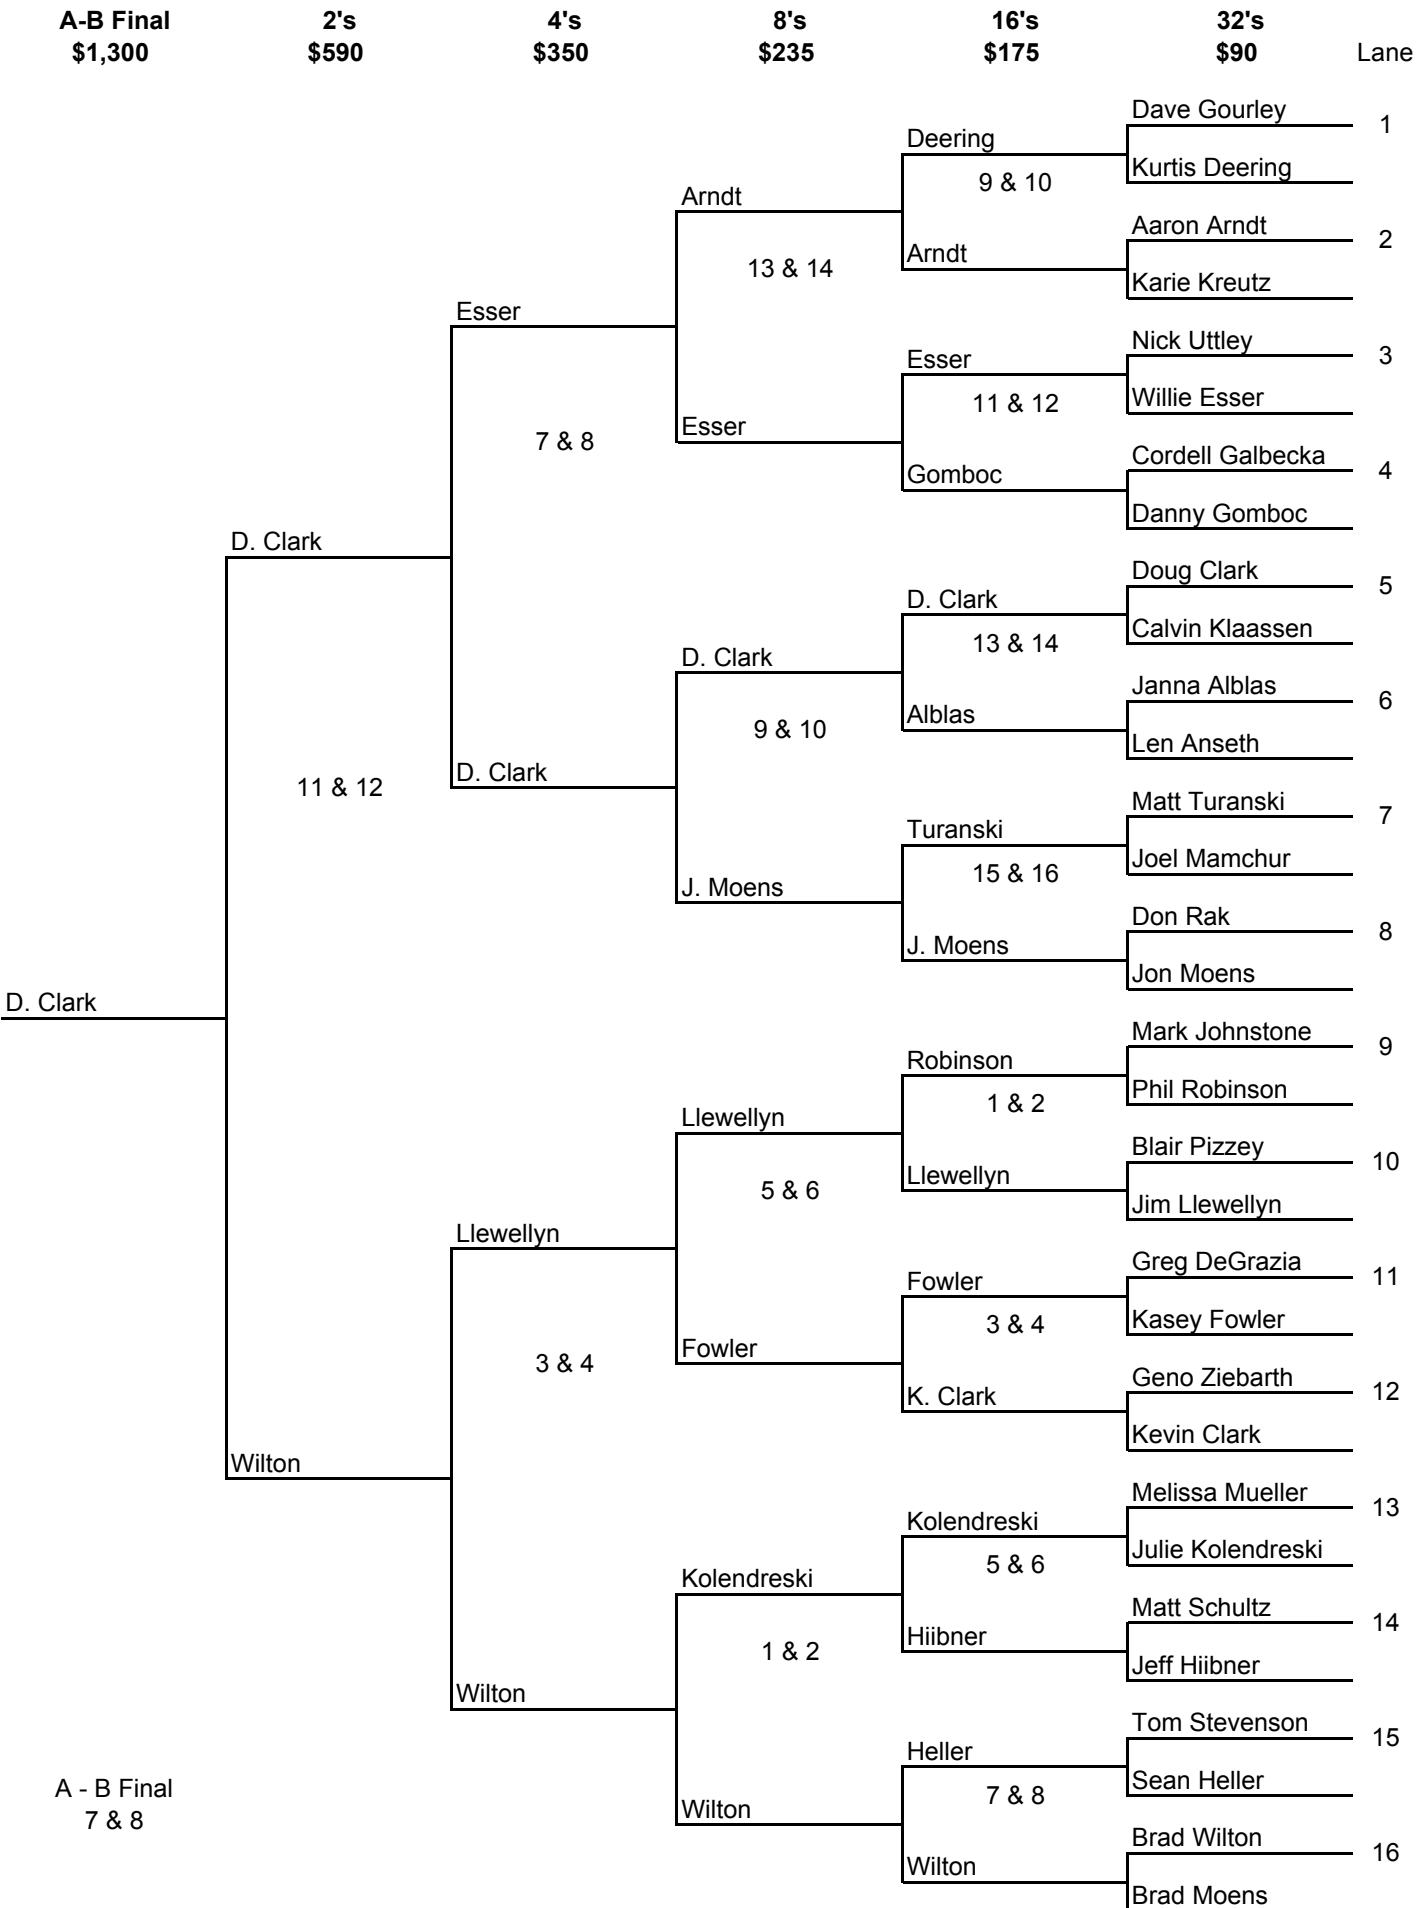 A-B Final 2's 4's 8's 16's 32's
$1,300 $590 $350 $235 $175 $90 Lane
Dave Gourley
1
Deering
Kurtis Deering
9 & 10
Arndt
Aaron Arndt
2
Arndt
13 & 14
Karie Kreutz
Esser
Nick Uttley
3
Esser
Willie Esser
11 & 12
Esser
7 & 8
Cordell Galbecka
4
Gomboc
Danny Gomboc
D. Clark
Doug Clark
5
D. Clark
Calvin Klaassen
13 & 14
D. Clark
Janna Alblas
6
Alblas
9 & 10
Len Anseth
D. Clark
11 & 12
Matt Turanski
7
Turanski
Joel Mamchur
15 & 16
J. Moens
Don Rak
8
J. Moens
Jon Moens
D. Clark
Mark Johnstone
9
Robinson
Phil Robinson
1 & 2
Llewellyn
Blair Pizzey
10
Llewellyn
5 & 6
Jim Llewellyn
Llewellyn
Greg DeGrazia
11
Fowler
Kasey Fowler
3 & 4
Fowler
3 & 4
Geno Ziebarth
12
K. Clark
Kevin Clark
Wilton
Melissa Mueller
13
Kolendreski
Julie Kolendreski
5 & 6
Kolendreski
Matt Schultz
14
Hiibner
1 & 2
Jeff Hiibner
Wilton
Tom Stevenson
15
Heller
Sean Heller
A - B Final
7 & 8
7 & 8
Wilton
Brad Wilton
16
Wilton
Brad Moens